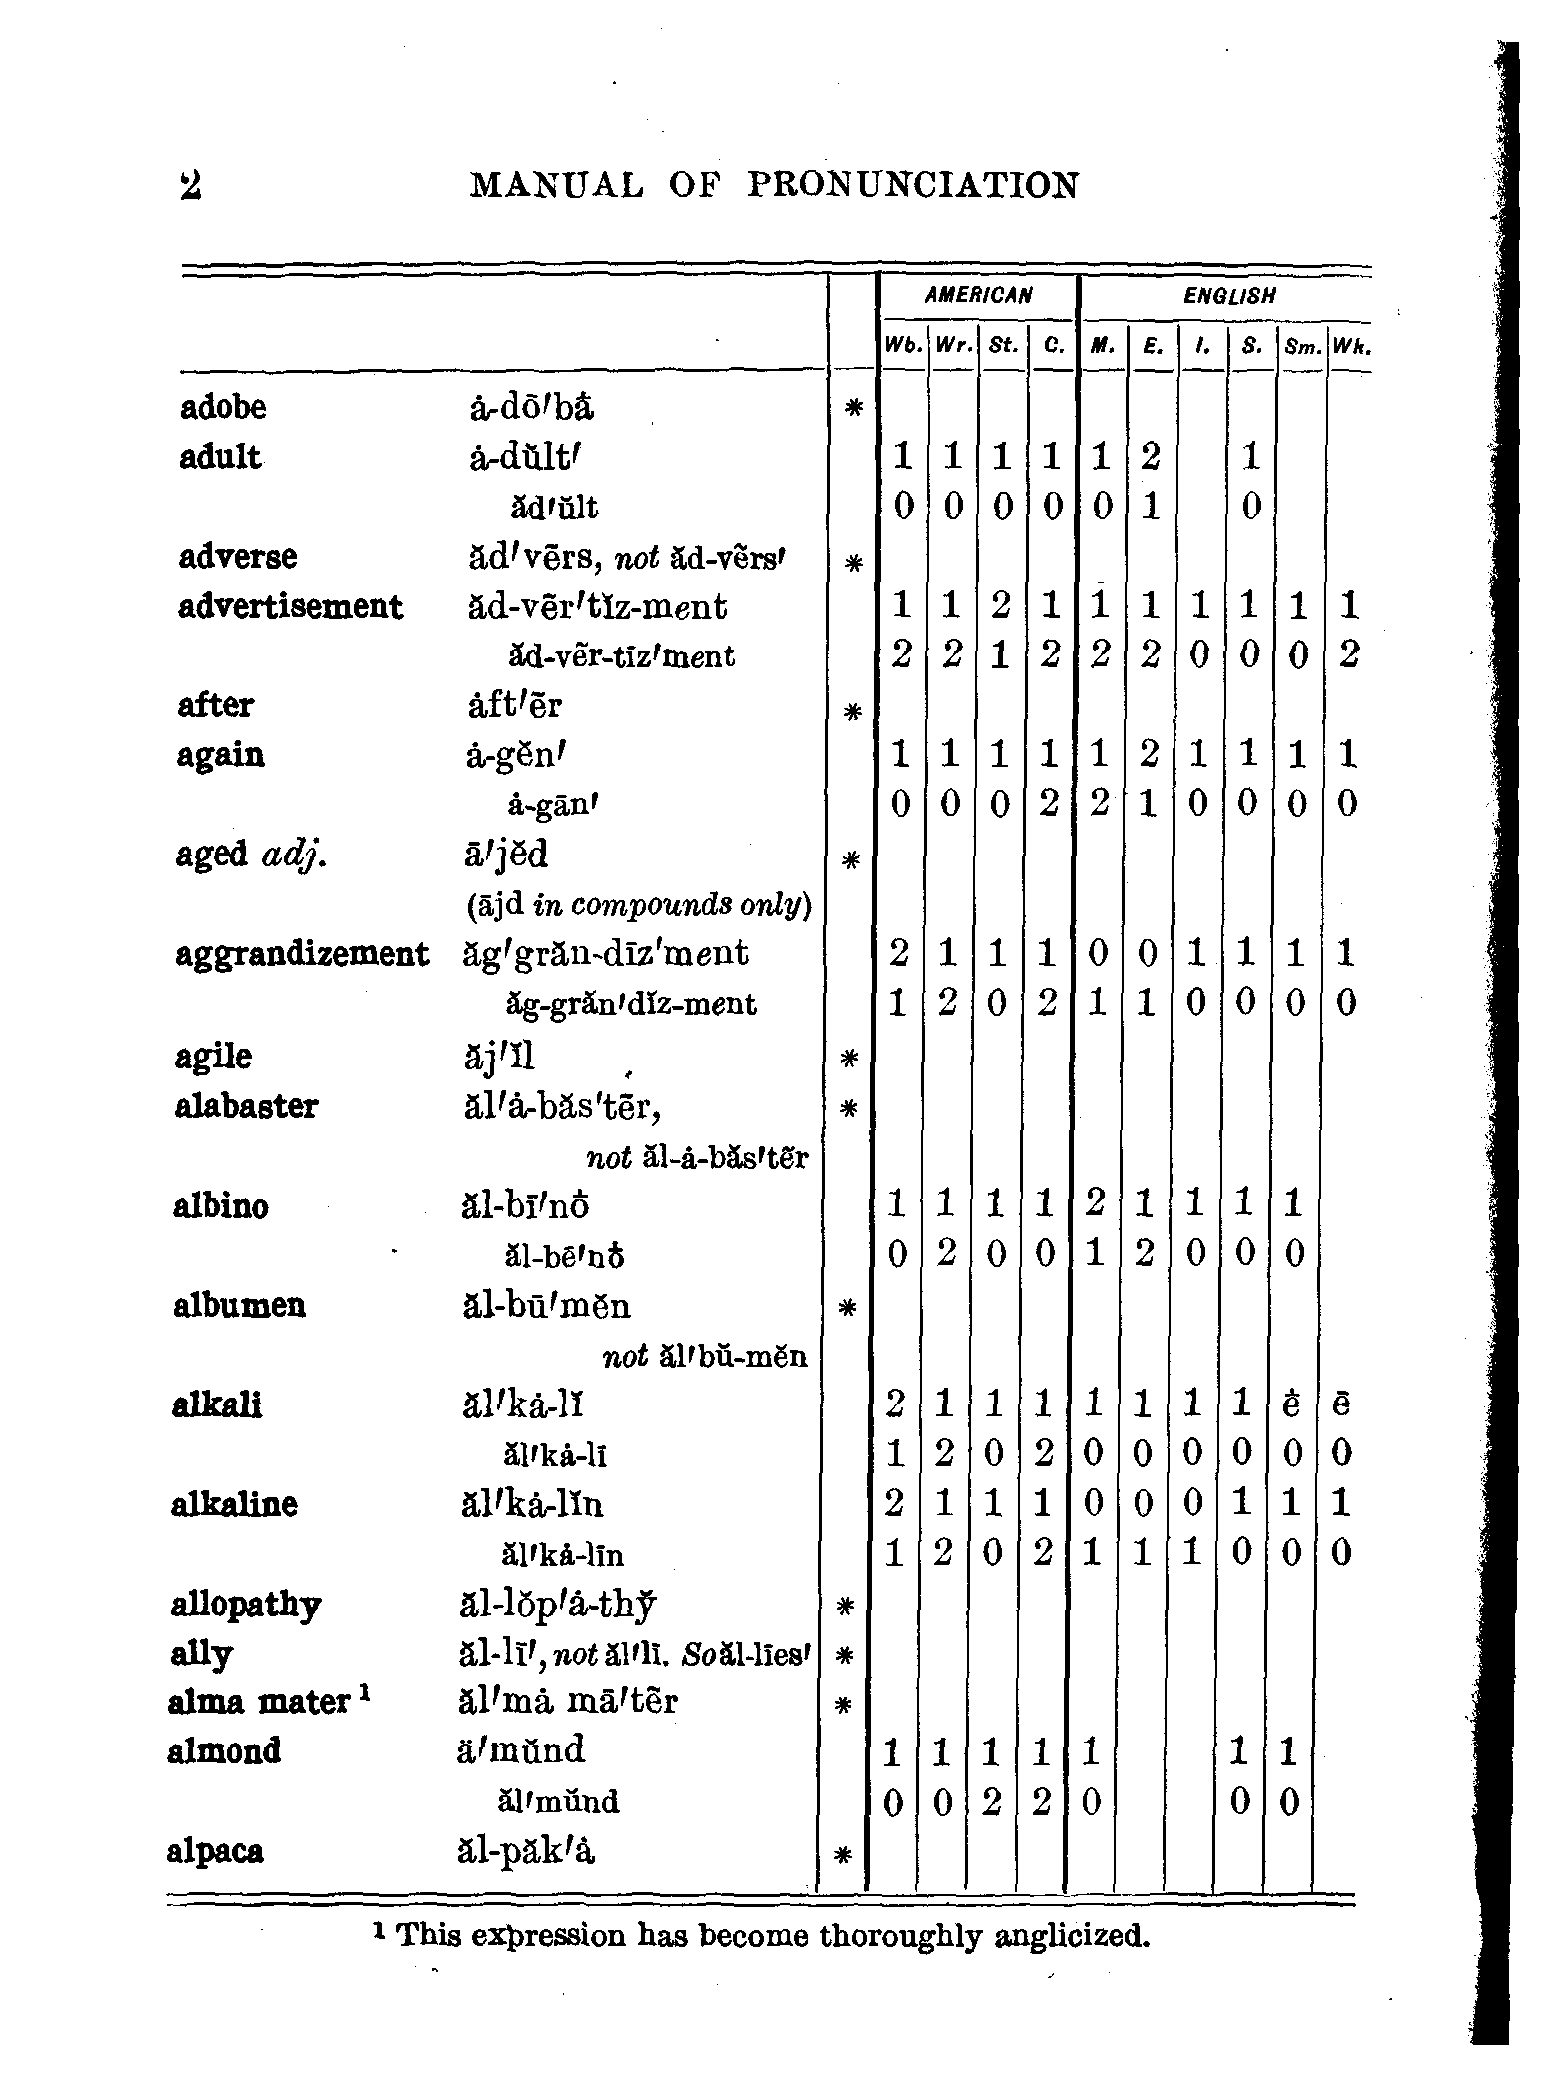 2 MANUAL OF PRONUNCIATION
AMERICAN ENGLISH
Wb. Wr. St. C. M. E. I. S. Sm. Wk.
adobe ȧ-dō′bȧ̂ *
adult ȧ-dŭlt′ 1 1 1 1 1 2 1
ăd′ŭlt 0 0 0 0 0 1 0
adverse ăd′vẽrs, not ăd-vẽrs′ *
advertisement ăd-vẽr′tĭz-ment 1 1 2 1 1 1 1 1 1 1
ăd-vẽr-tīz′ment 2 2 1 2 2 2 0 0 0 2
after ȧft′ẽr *
again ȧ-gĕn′ 1 1 1 1 1 2 1 1 1 1
ȧ-gān′ 0 0 0 2 2 1 0 0 0 0
aged adj. ā′jĕd *
(ājd in compounds only)
aggrandizement ăg′grăn-dīz′ment 2 1 1 1 0 0 1 1 1 1
ăg-grăn′dĭz-ment 1 2 0 2 1 1 0 0 0 0
agile ăj′ĭl *
alabaster ăl′ȧ-băs′tẽr, *
not ăl-ȧ-băs′tẽr
albino ăl-bī′nō̇ 1 1 1 1 2 1 1 1 1
ăl-bē′nō̇ 0 2 0 0 1 2 0 0 0
albumen ăl-bū′mĕn *
not ăl′bŭ-mĕn
alkali ăl′kȧ-lĭ 2 1 1 1 1 1 1 1 ē̇ ē
ăl′kȧ-lī 1 2 0 2 0 0 0 0 0 0
alkaline ăl′kȧ-lĭn 2 1 1 1 0 0 0 1 1 1
ăl′kȧ-līn 1 2 0 2 1 1 1 0 0 0
allopathy ăl-lŏp′ȧ-thy̆ *
ally ăl-lī′, not ăl′lī. So ăl-līes′ *
alma mater¹ ăl′mȧ mā′tẽr *
almond ä′mŭnd 1 1 1 1 1 1 1
ăl′mŭnd 0 0 2 2 0 0 0
alpaca ăl-păk′ȧ *
¹ This expression has become thoroughly anglicized.